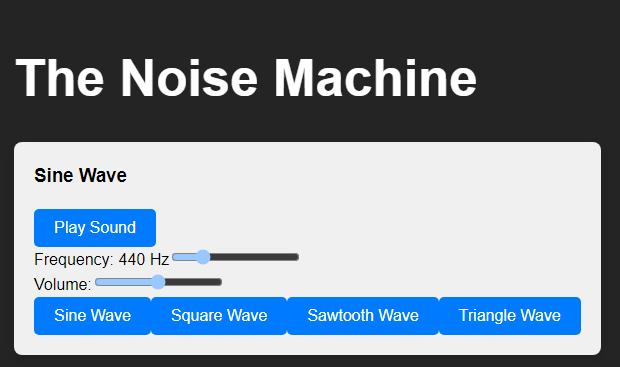 The Noise Machine
Sine Wave
Play Sound
Frequency: 440 Hz
Volume:
Sine Wave Square Wave Sawtooth Wave Triangle Wave